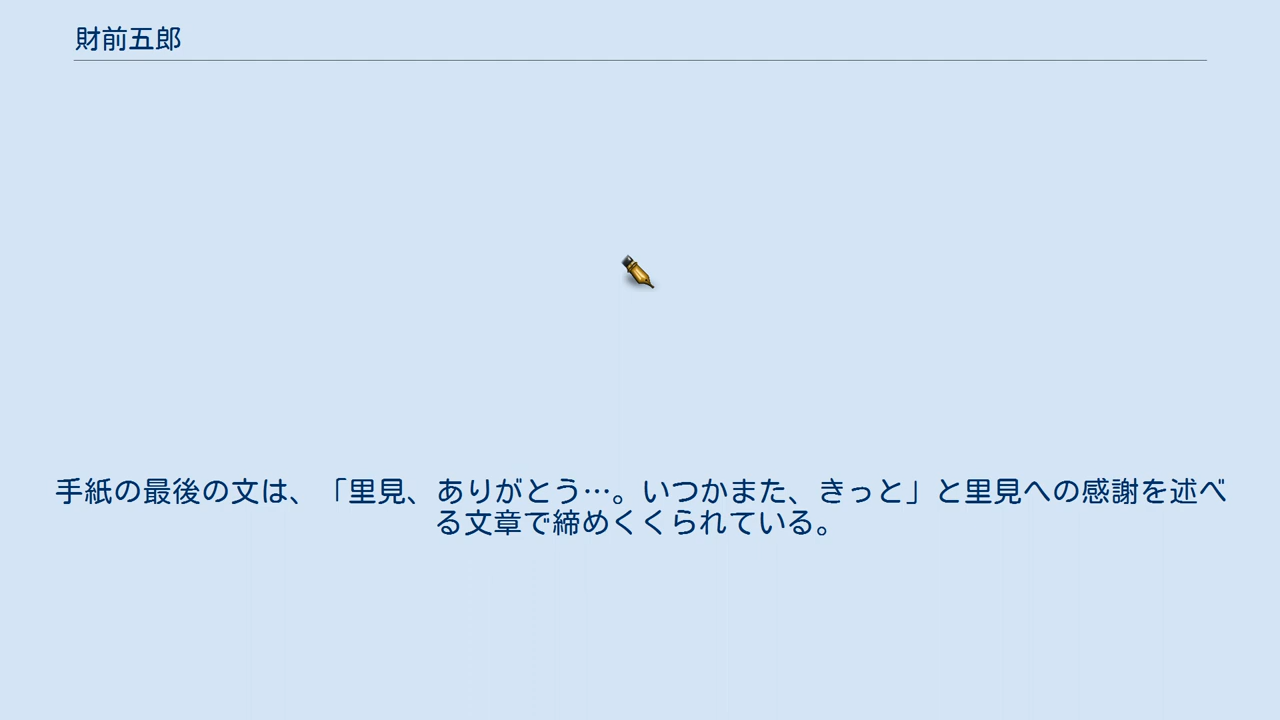 財前五郎
手紙の最後の文は、「里見、ありがとう…。いつかまた、きっと」と里見への感謝を述べ
る文章で締めくくられている。